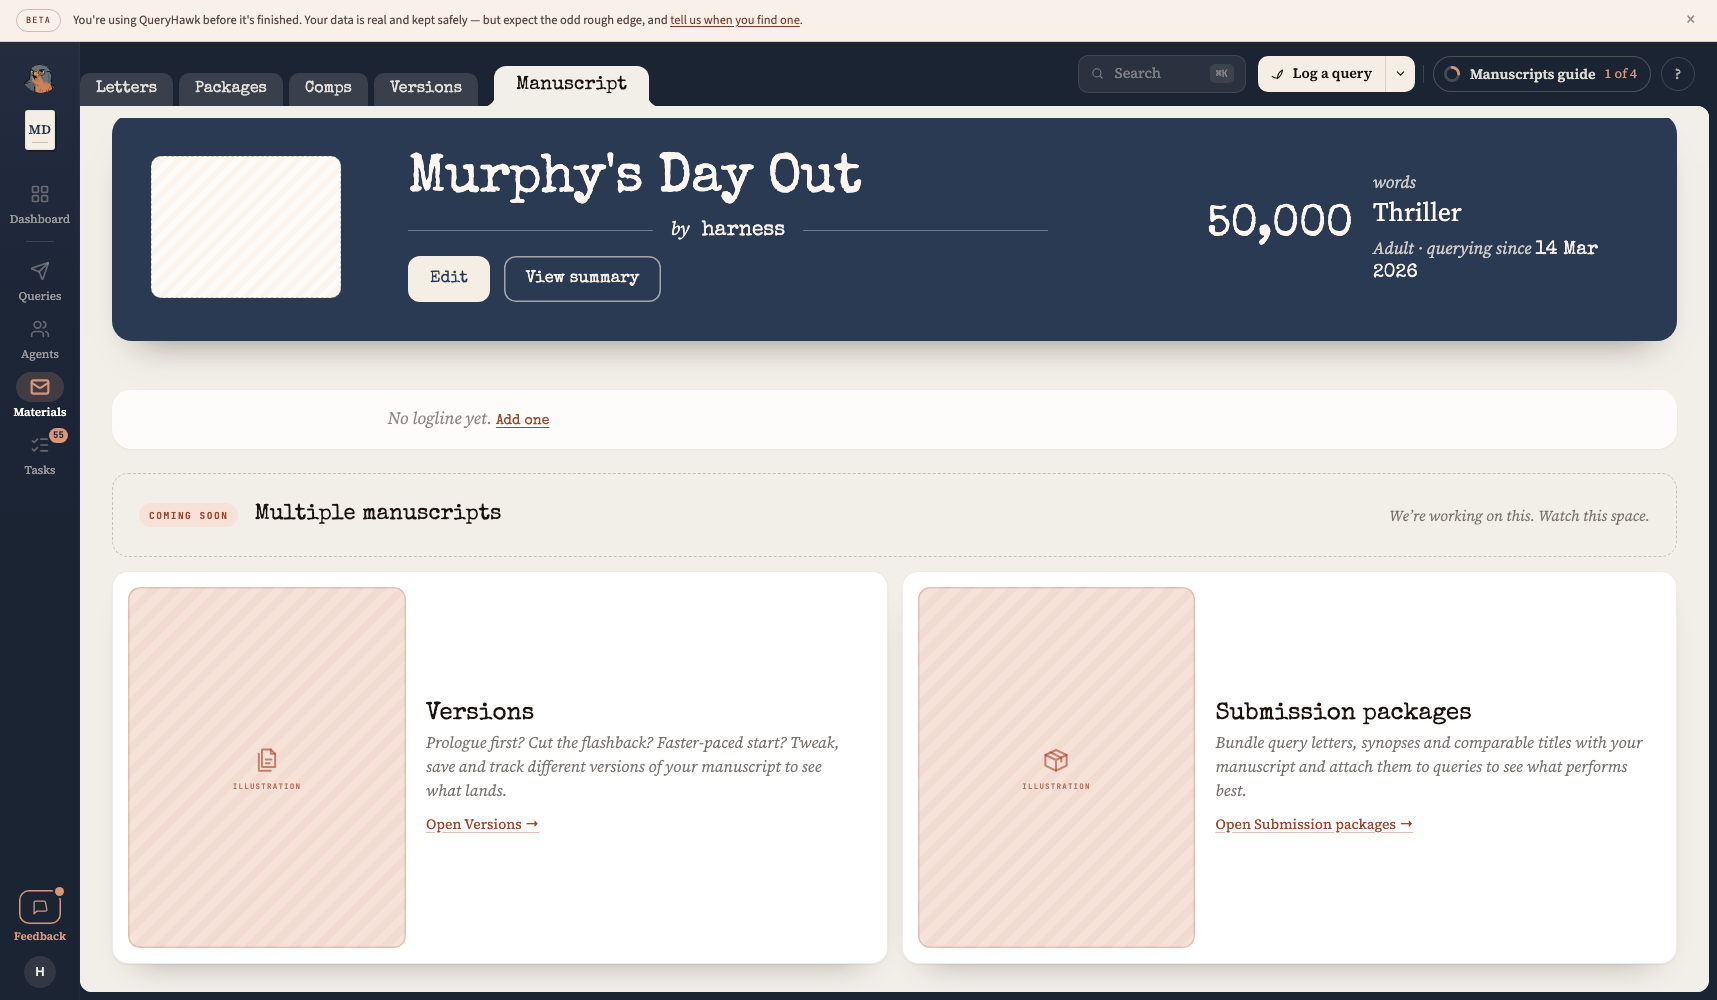 BETA
You're using QueryHawk before it's finished. Your data is real and kept safely — but expect the odd rough edge, and tell us when you find one.
×
Letters
Packages
Comps
Versions
Manuscript
Search
⌘K
Log a query
Manuscripts guide 1 of 4
?
MD
Dashboard
Queries
Agents
Materials
55
Tasks
Feedback
H
Murphy's Day Out
by harness
Edit
View summary
50,000
words
Thriller
Adult · querying since 14 Mar
2026
No logline yet. Add one
COMING SOON
Multiple manuscripts
We're working on this. Watch this space.
ILLUSTRATION
Versions
Prologue first? Cut the flashback? Faster-paced start? Tweak,
save and track different versions of your manuscript to see
what lands.
Open Versions →
ILLUSTRATION
Submission packages
Bundle query letters, synopses and comparable titles with your
manuscript and attach them to queries to see what performs
best.
Open Submission packages →